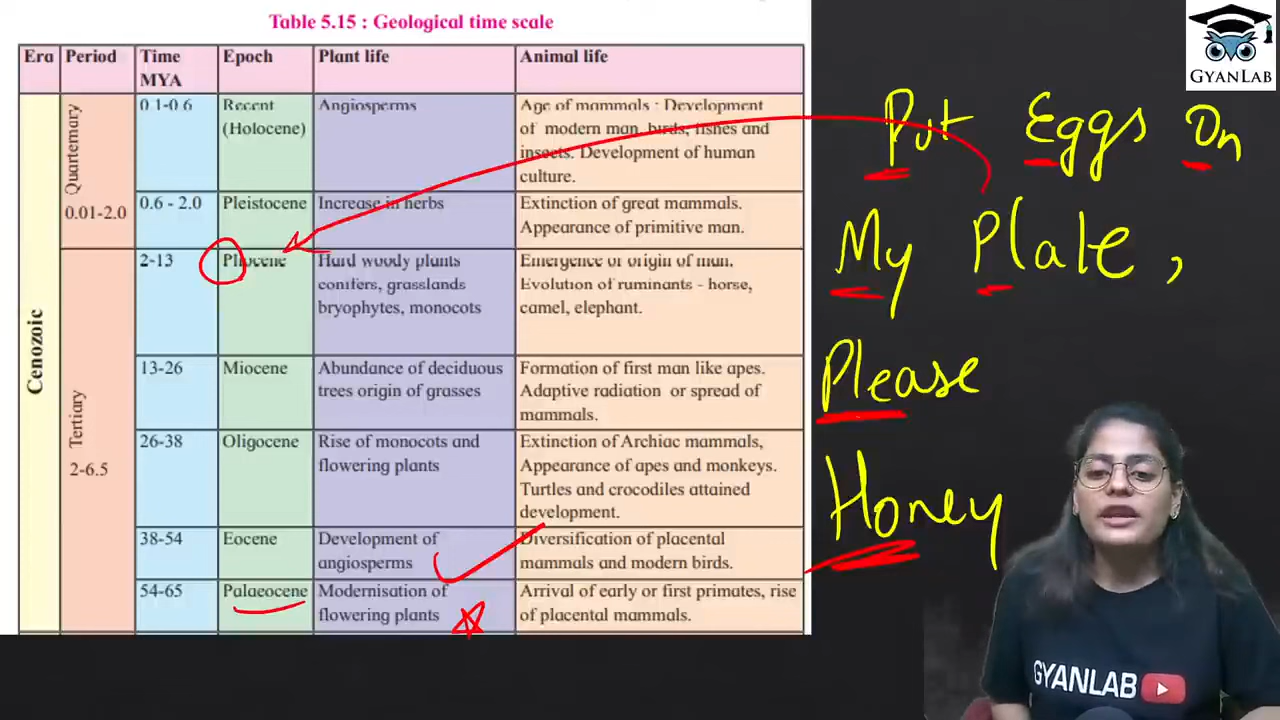 Table 5.15 : Geological time scale
Era Period Time MYA Epoch Plant life Animal life
Cenozoic
Quarternary
0.01-2.0
0.1-0.6 Recent (Holocene) Angiosperms Age of mammals : Development of modern man, birds, fishes and insects. Development of human culture.
0.6 - 2.0 Pleistocene Increase in herbs Extinction of great mammals. Appearance of primitive man.
Tertiary
2-6.5
2-13 Pliocene Hard woody plants conifers, grasslands bryophytes, monocots Emergence or origin of man. Evolution of ruminants - horse, camel, elephant.
13-26 Miocene Abundance of deciduous trees origin of grasses Formation of first man like apes. Adaptive radiation or spread of mammals.
26-38 Oligocene Rise of monocots and flowering plants Extinction of Archiac mammals, Appearance of apes and monkeys. Turtles and crocodiles attained development.
38-54 Eocene Development of angiosperms Diversification of placental mammals and modern birds.
54-65 Palaeocene Modernisation of flowering plants Arrival of early or first primates, rise of placental mammals.
Put Eggs On
My Plate,
Please
Honey
GYANLAB
GYANLAB